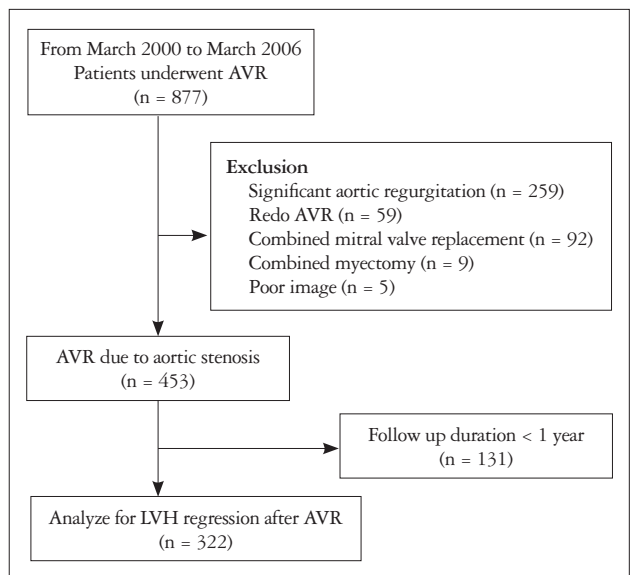 From March 2000 to March 2006
Patients underwent AVR
(n = 877)
Exclusion
Significant aortic regurgitation (n = 259)
Redo AVR (n = 59)
Combined mitral valve replacement (n = 92)
Combined myectomy (n = 9)
Poor image (n = 5)
AVR due to aortic stenosis
(n = 453)
Follow up duration < 1 year
(n = 131)
Analyze for LVH regression after AVR
(n = 322)